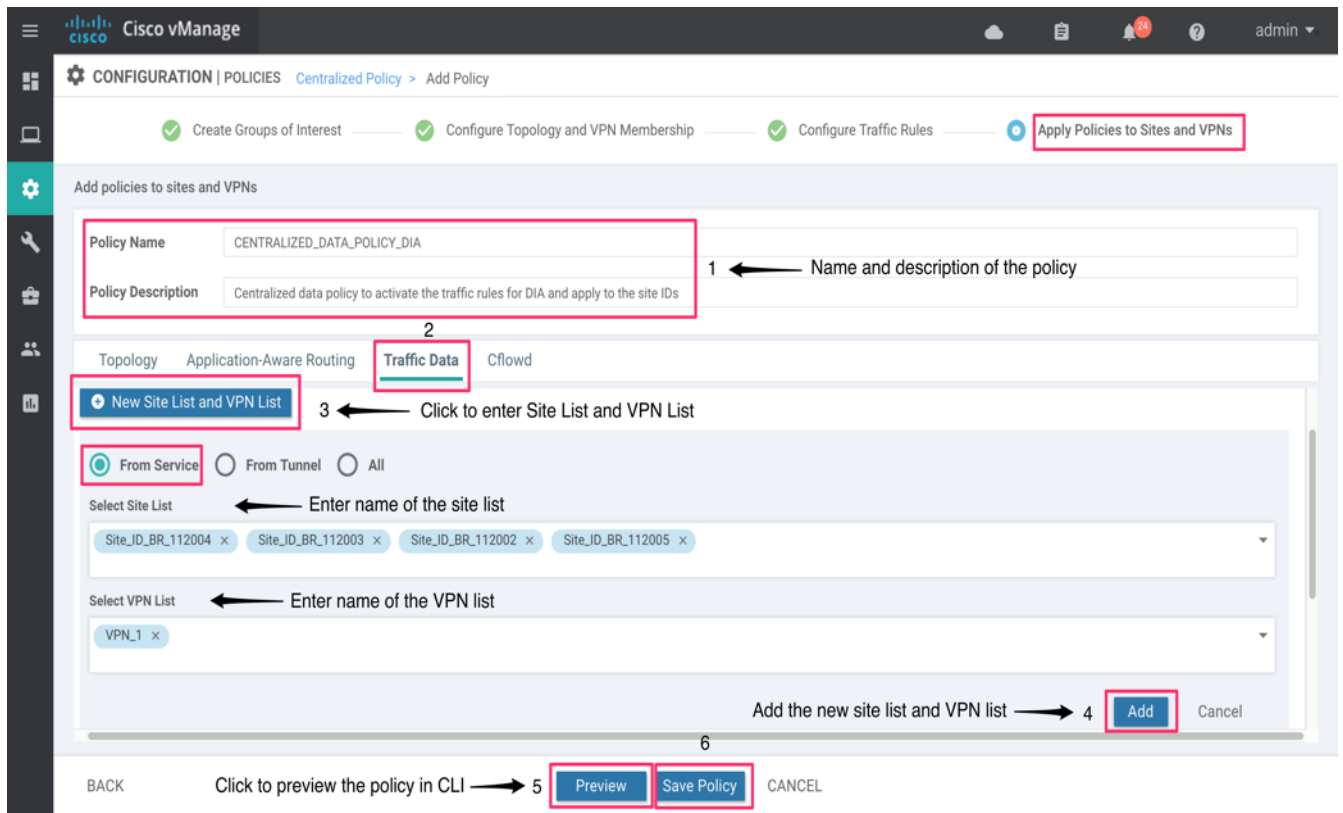 cisco Cisco vManage 24 admin
CONFIGURATION | POLICIES Centralized Policy > Add Policy
Create Groups of Interest Configure Topology and VPN Membership Configure Traffic Rules Apply Policies to Sites and VPNs
Add policies to sites and VPNs
Policy Name CENTRALIZED_DATA_POLICY_DIA
1 Name and description of the policy
Policy Description Centralized data policy to activate the traffic rules for DIA and apply to the site IDs
2
Topology Application-Aware Routing Traffic Data Cflowd
New Site List and VPN List 3 Click to enter Site List and VPN List
From Service From Tunnel All
Select Site List Enter name of the site list
Site_ID_BR_112004 × Site_ID_BR_112003 × Site_ID_BR_112002 × Site_ID_BR_112005 ×
Select VPN List Enter name of the VPN list
VPN_1 ×
Add the new site list and VPN list 4 Add Cancel
6
BACK Click to preview the policy in CLI 5 Preview Save Policy CANCEL